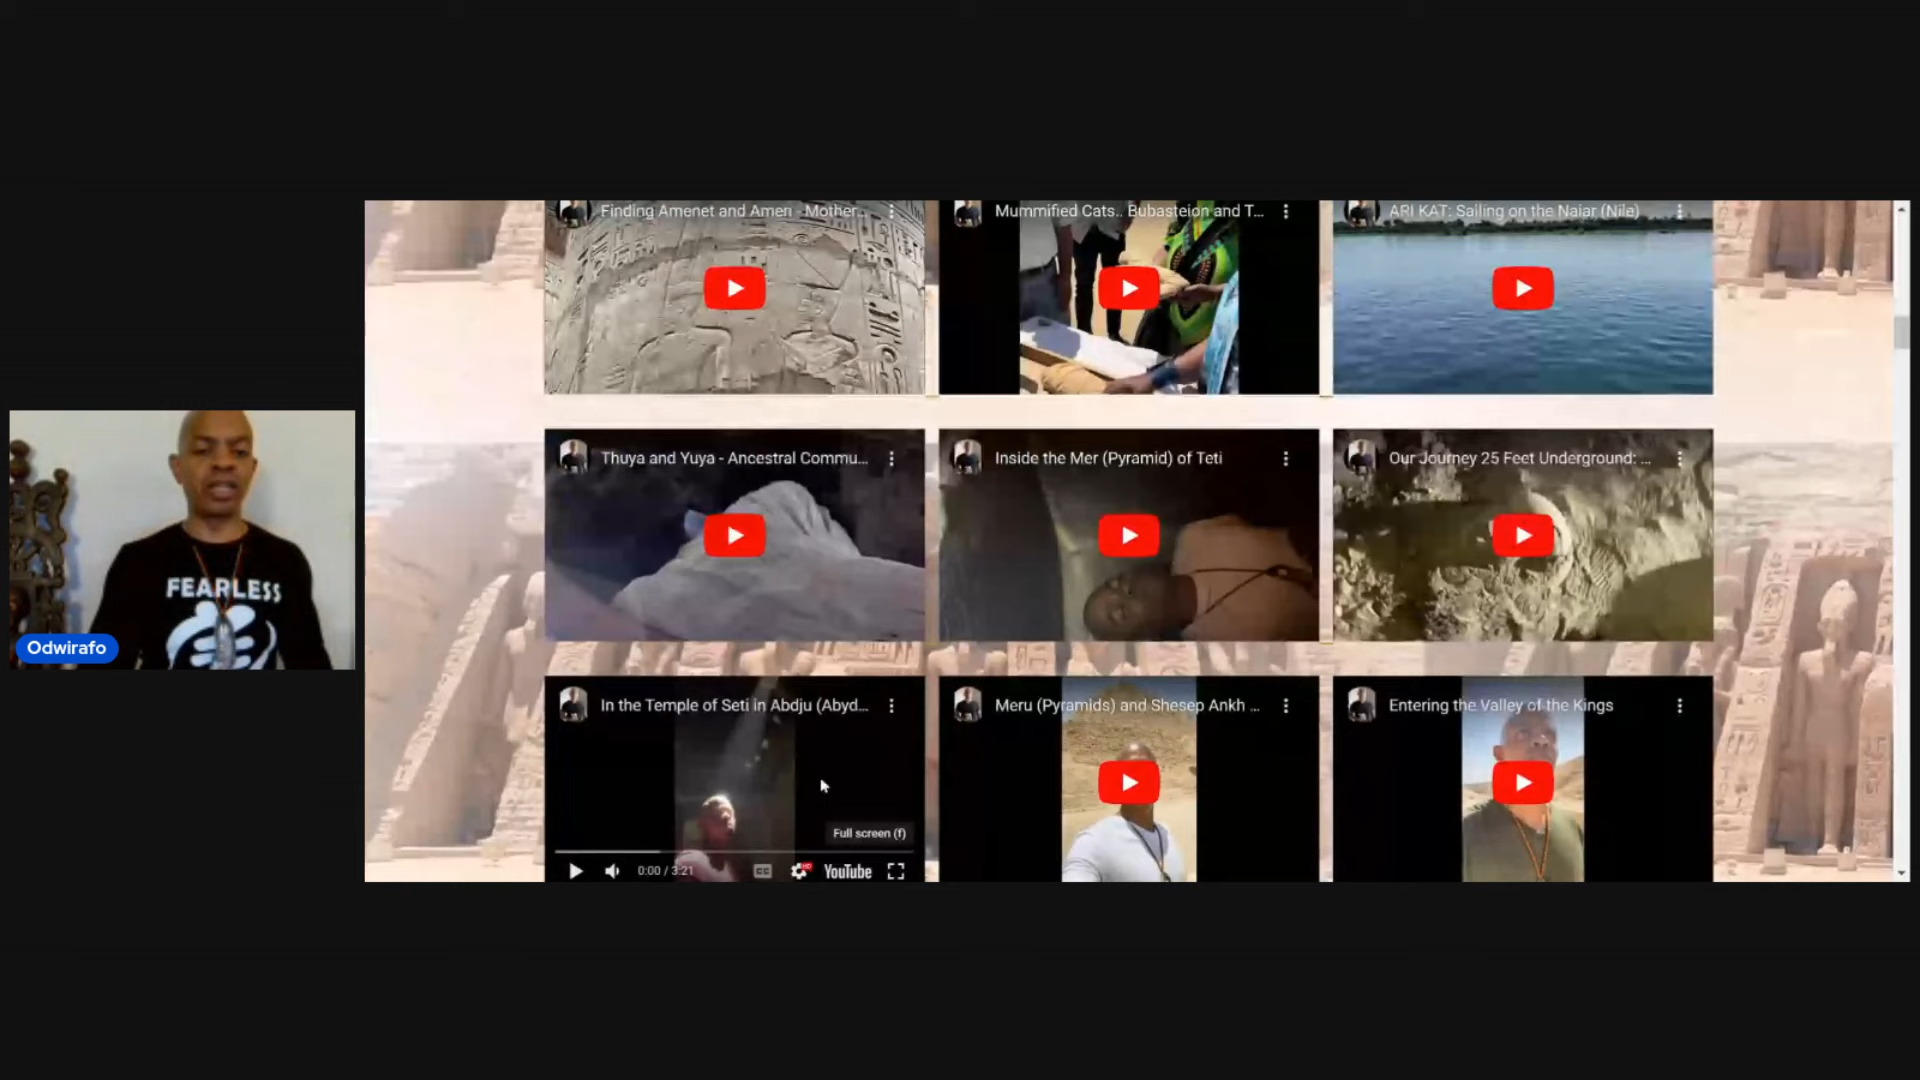 Finding Amenet and Amen - Mother...
Mummified Cats.. Bubasteion and T...
ARI KAT: Sailing on the Naiar (Nile)
Thuya and Yuya - Ancestral Commu...
Inside the Mer (Pyramid) of Teti
Our Journey 25 Feet Underground: ...
FEARLESS
Odwirafo
In the Temple of Seti in Abdju (Abyd...
Meru (Pyramids) and Shesep Ankh ...
Entering the Valley of the Kings
Full screen (f)
0:00 / 3:21
CC
HD
YouTube